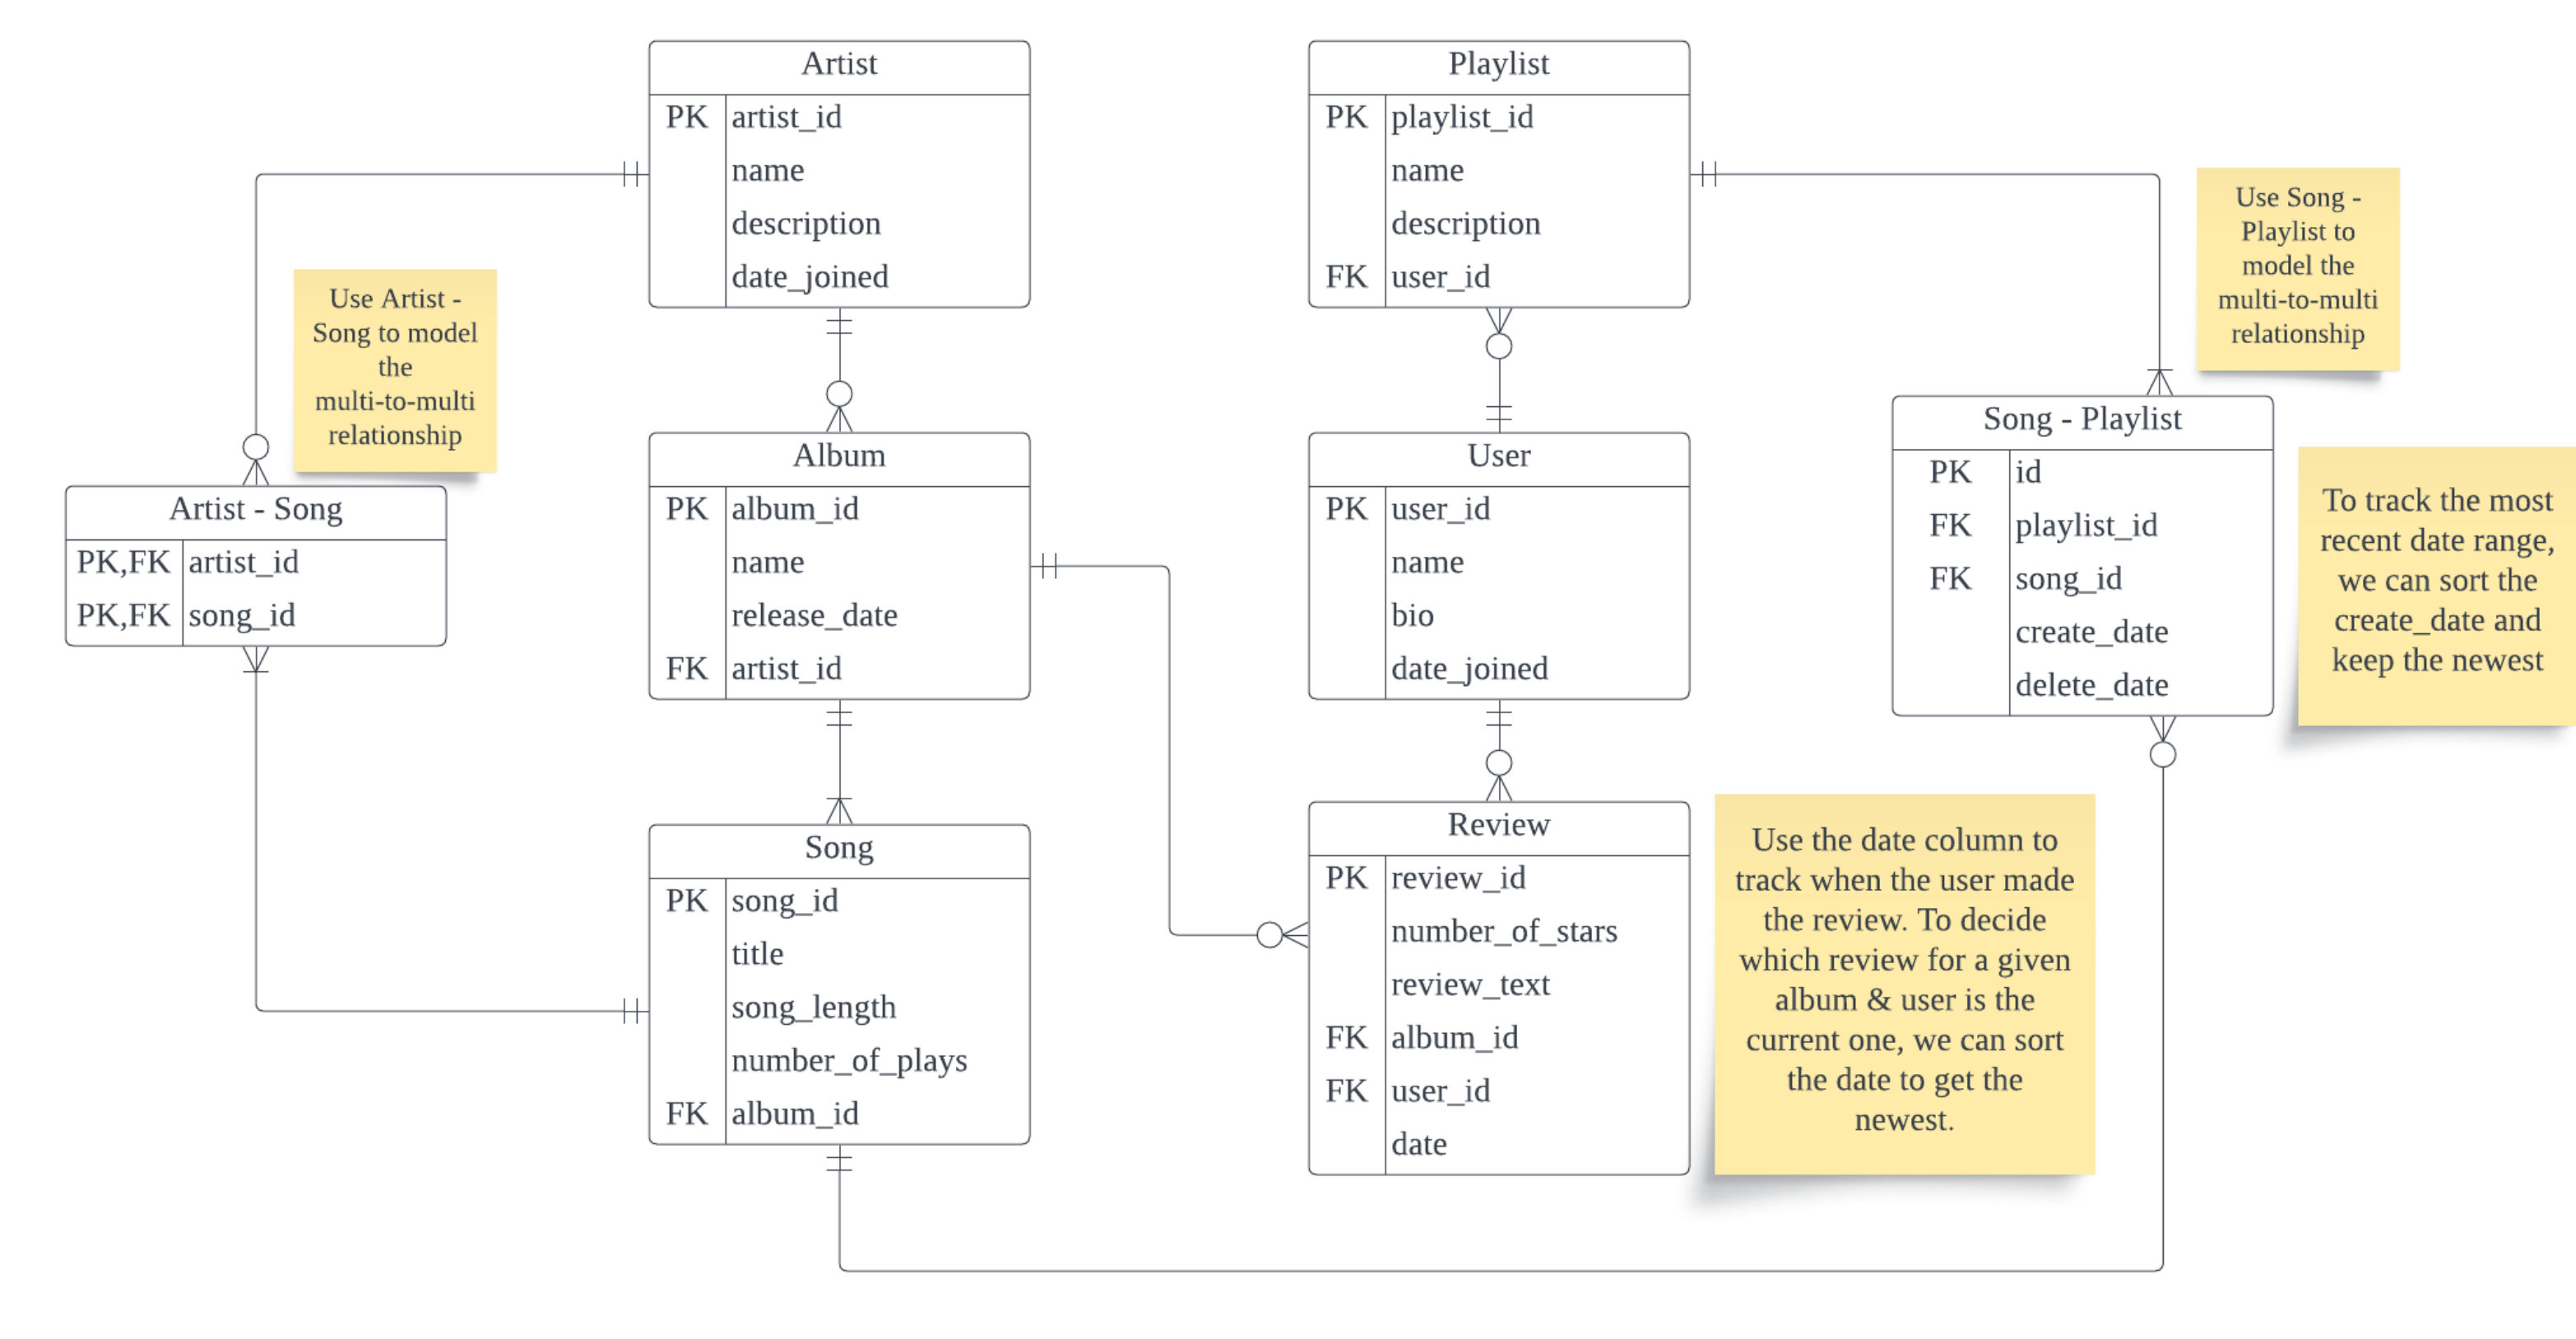 Artist
PK artist_id
name
description
date_joined
Playlist
PK playlist_id
name
description
FK user_id
Use Song -
Playlist to
model the
multi-to-multi
relationship
Use Artist -
Song to model
the
multi-to-multi
relationship
Artist - Song
PK,FK artist_id
PK,FK song_id
Album
PK album_id
name
release_date
FK artist_id
User
PK user_id
name
bio
date_joined
Song - Playlist
PK id
FK playlist_id
FK song_id
create_date
delete_date
To track the most
recent date range,
we can sort the
create_date and
keep the newest
Song
PK song_id
title
song_length
number_of_plays
FK album_id
Review
PK review_id
number_of_stars
review_text
FK album_id
FK user_id
date
Use the date column to
track when the user made
the review. To decide
which review for a given
album & user is the
current one, we can sort
the date to get the
newest.